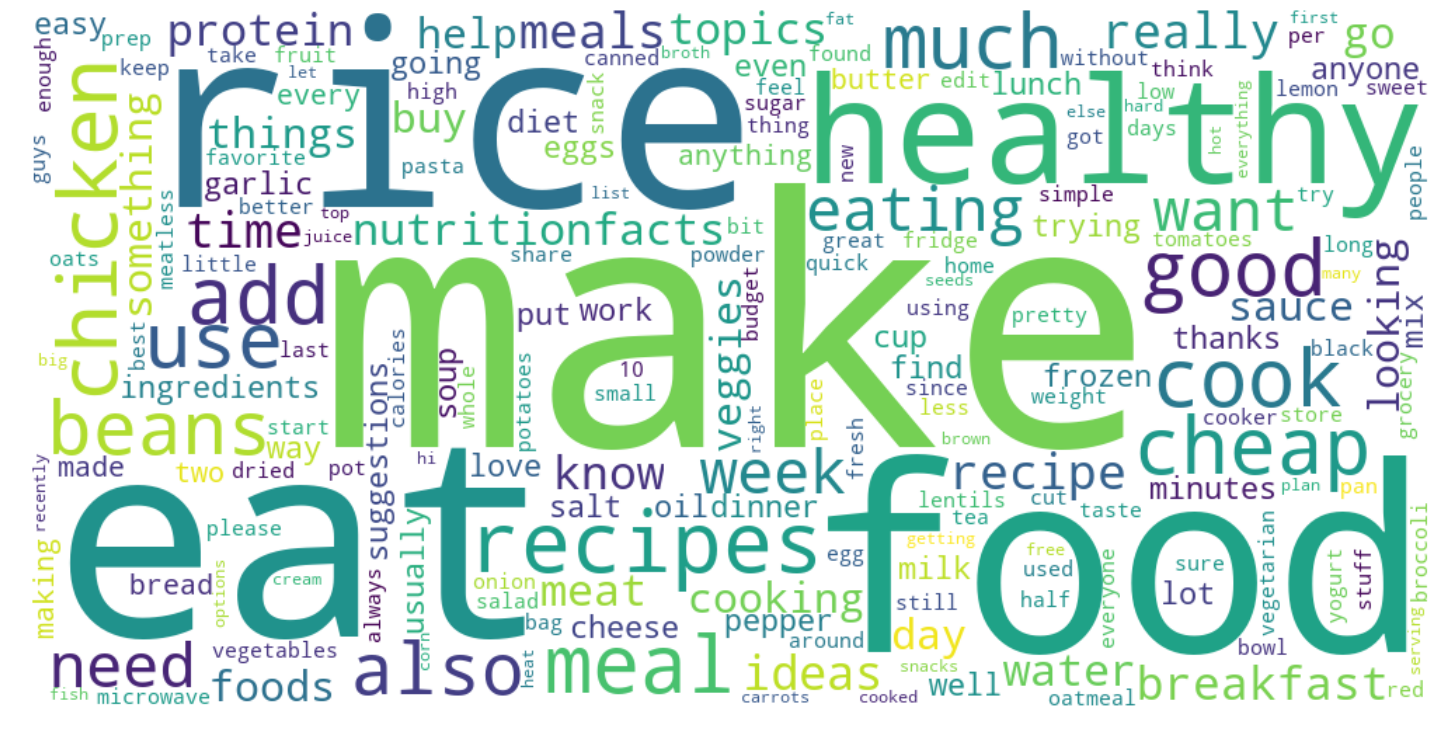 easy
prep
protein
help
meals
topics
fat
much
really
first
per
go
enough
keep
take
fruit
let
going
canned
broth
found
without
think
anyone
chicken
something
rice
every
high
buy
diet
snack
even
feel
butter
edit
lunch
low
lemon
sweet
healthy
sugar
thing
else
hard
got
days
hot
everything
guys
things
favorite
garlic
better
pasta
eggs
anything
list
new
people
meatless
top
time
juice
nutritionfacts
bit
eating
simple
trying
want
try
oats
little
share
powder
great
quick
fridge
home
seeds
tomatoes
long
many
add
make
budget
veggies
using
pretty
good
sauce
looking
mix
big
best
use
last
put
work
cup
find
thanks
black
ingredients
calories
soup
whole
potatoes
10
small
place
since
less
frozen
weight
cook
cooker
store
grocery
beans
start
way
suggestions
right
brown
cheap
recently
made
two
dried
pot
hi
love
know
week
fresh
recipe
minutes
plan
pan
eat
salt
oil
dinner
lentils
cut
tea
taste
food
please
usually
recipes
egg
getting
free
used
sure
everyone
vegetarian
yogurt
stuff
broccoli
making
bread
options
cream
always
onion
salad
meat
cooking
milk
still
half
lot
bag
cheese
pepper
around
day
bowl
serving
need
vegetables
also
corn
heat
meal
ideas
snacks
well
water
breakfast
red
fish
microwave
foods
carrots
cooked
oatmeal